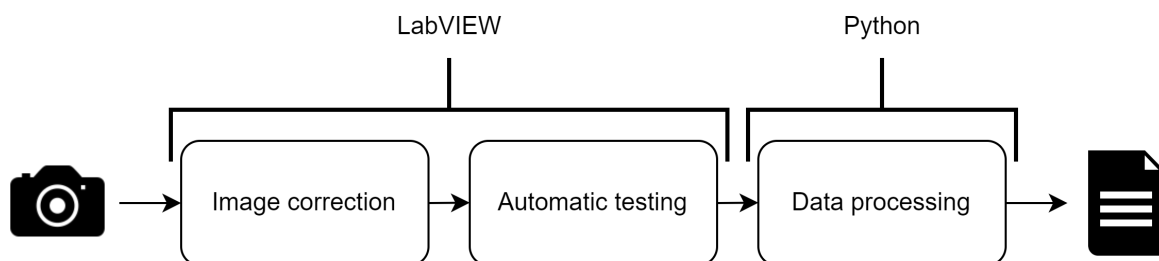 LabVIEW
Python
Image correction
Automatic testing
Data processing